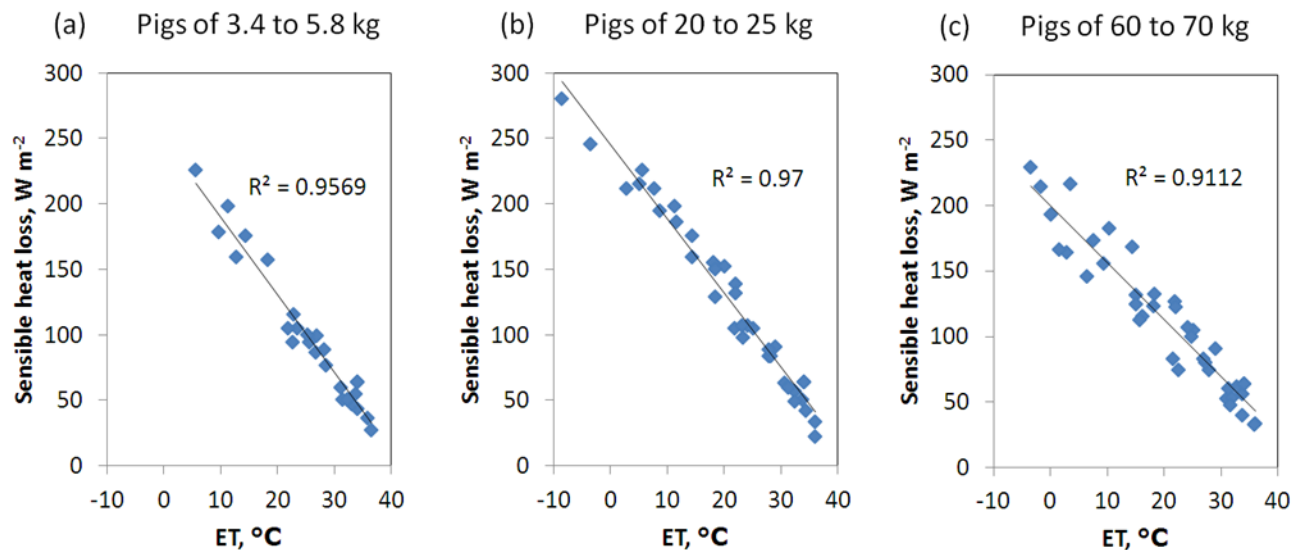 (a) Pigs of 3.4 to 5.8 kg
Sensible heat loss, W m⁻²
300
250
200
150
100
50
0
R² = 0.9569
-10 0 10 20 30 40
ET, °C
(b) Pigs of 20 to 25 kg
Sensible heat loss, W m⁻²
300
250
200
150
100
50
0
R² = 0.97
-10 0 10 20 30 40
ET, °C
(c) Pigs of 60 to 70 kg
Sensible heat loss, W m⁻²
300
250
200
150
100
50
0
R² = 0.9112
-10 0 10 20 30 40
ET, °C